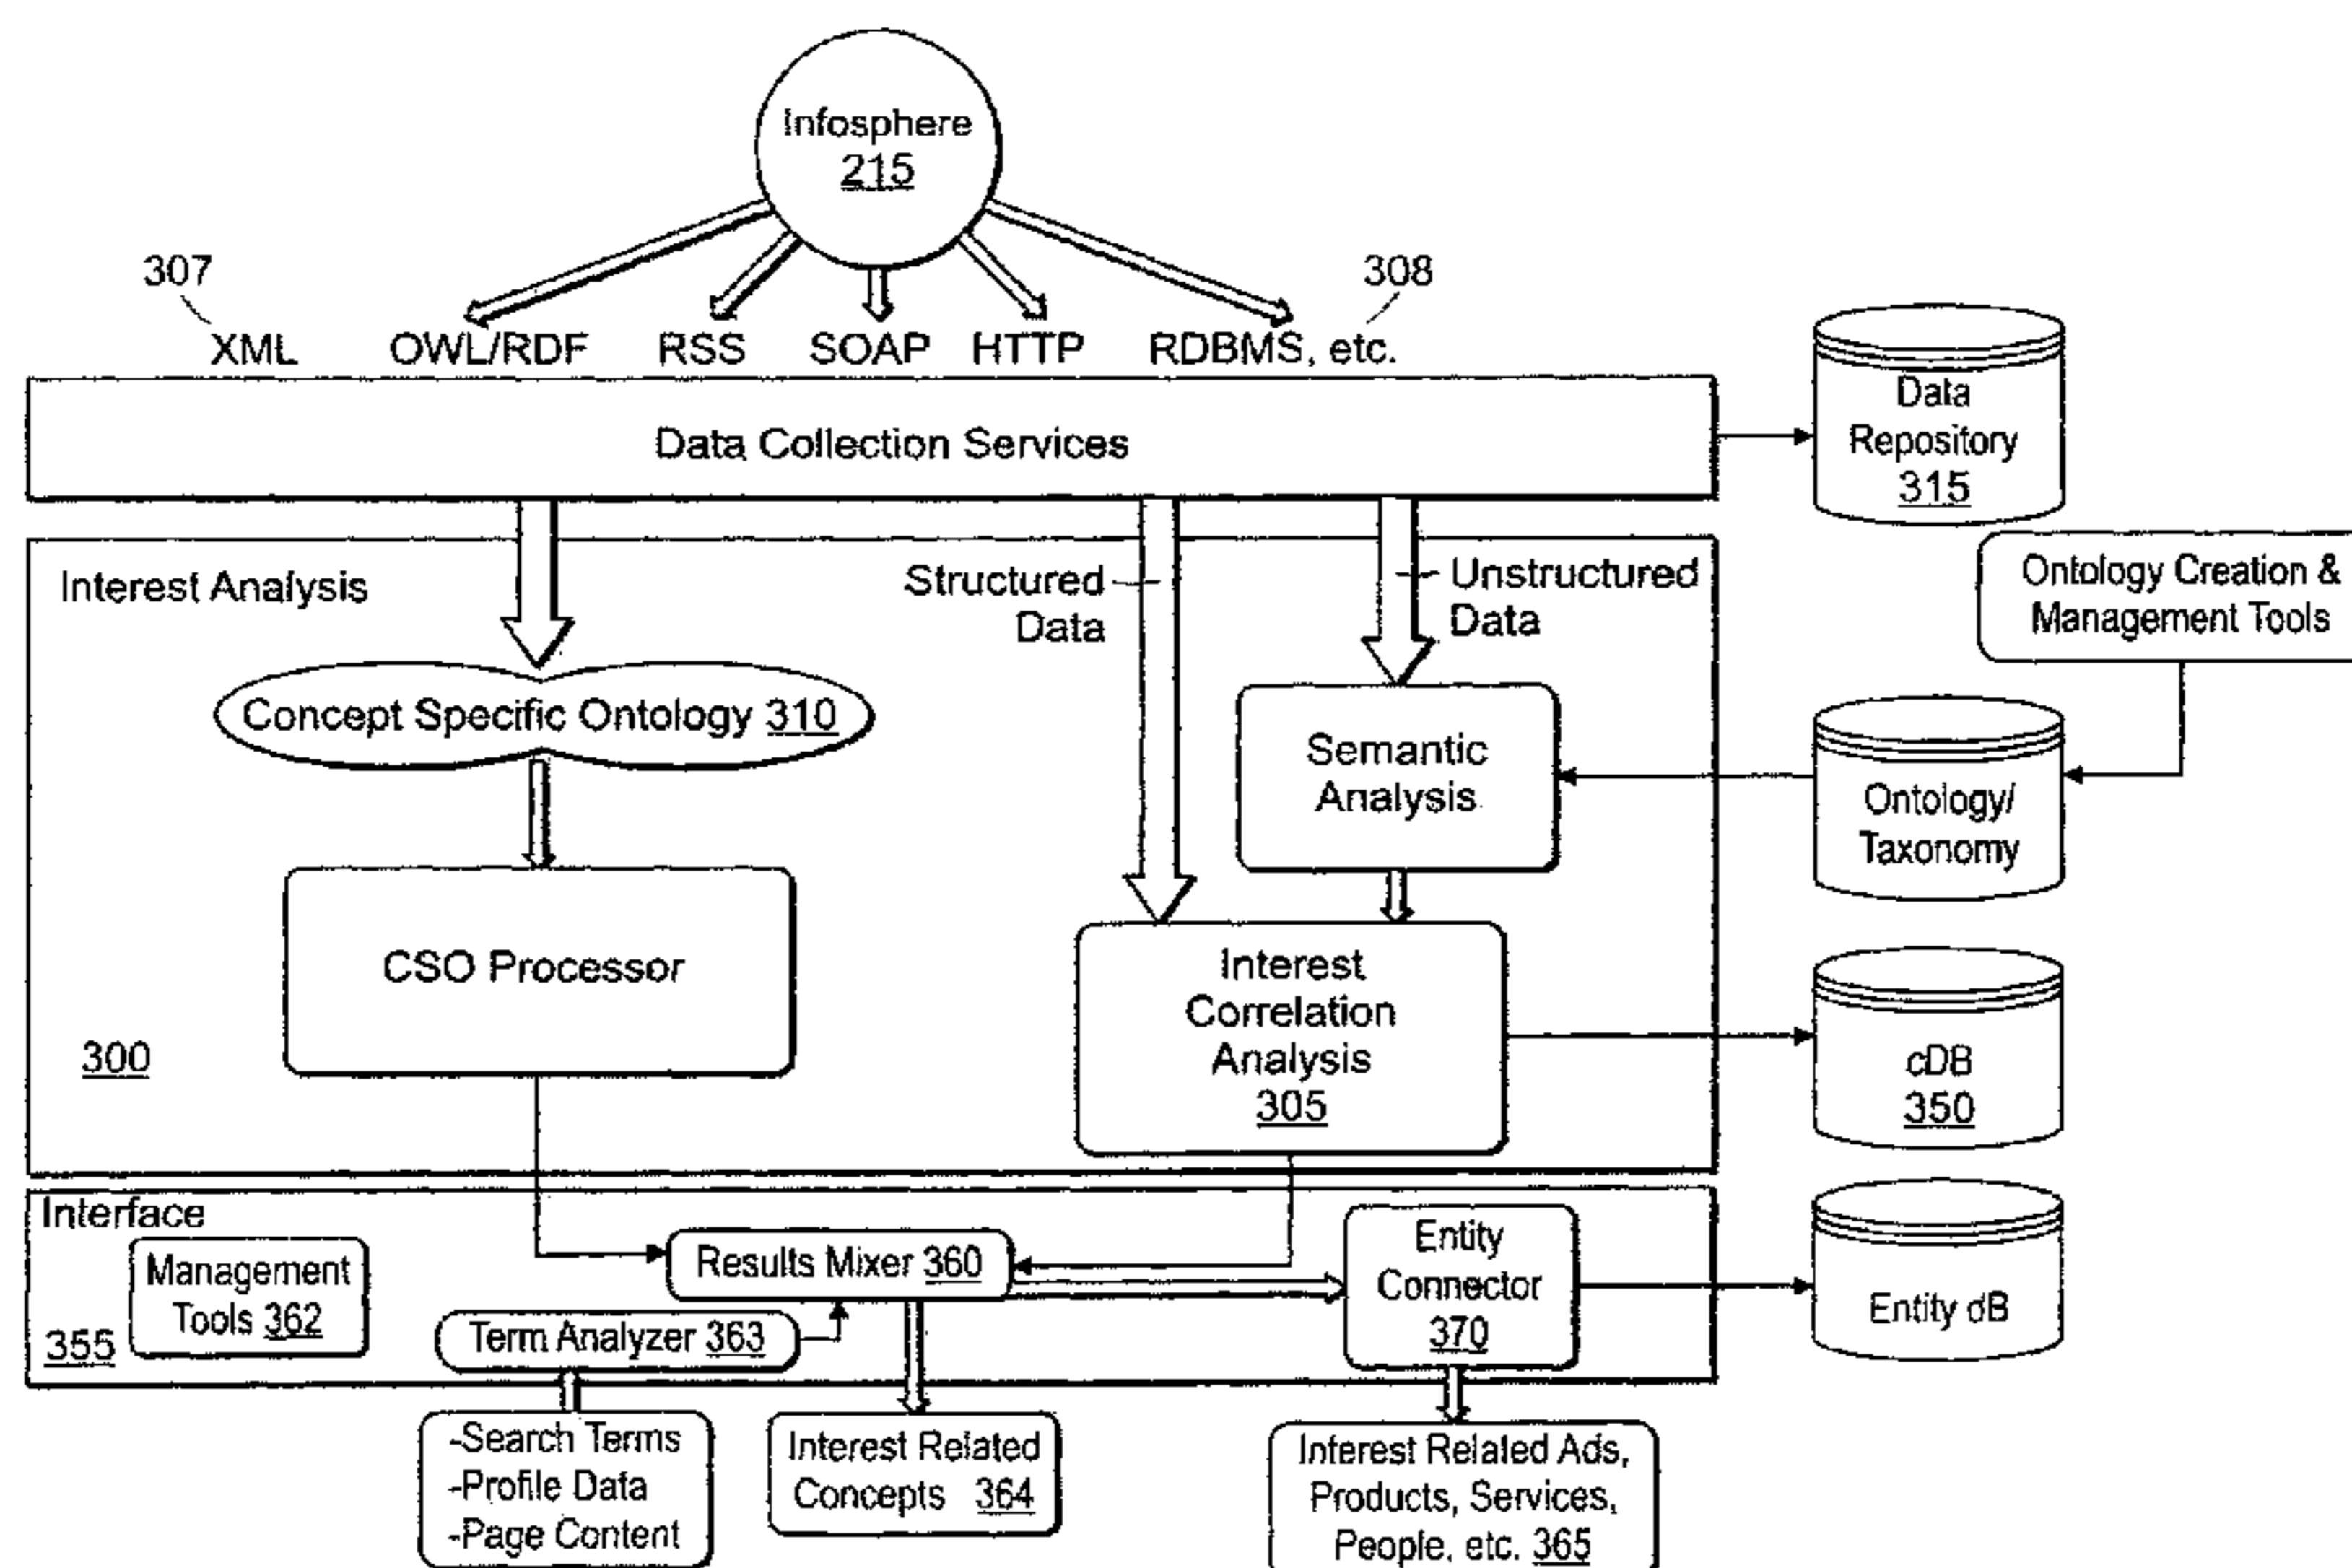 Infosphere
215
307
308
XML OWL/RDF RSS SOAP HTTP RDBMS, etc.
Data Collection Services
Data
Repository
315
Interest Analysis
Structured
Data
Unstructured
Data
Ontology Creation &
Management Tools
Concept Specific Ontology 310
Semantic
Analysis
Ontology/
Taxonomy
CSO Processor
Interest
Correlation
Analysis
305
300
cDB
350
Interface
Management
Tools 362
355
Results Mixer 360
Term Analyzer 363
Entity
Connector
370
Entity dB
-Search Terms
-Profile Data
-Page Content
Interest Related
Concepts 364
Interest Related Ads,
Products, Services,
People, etc. 365